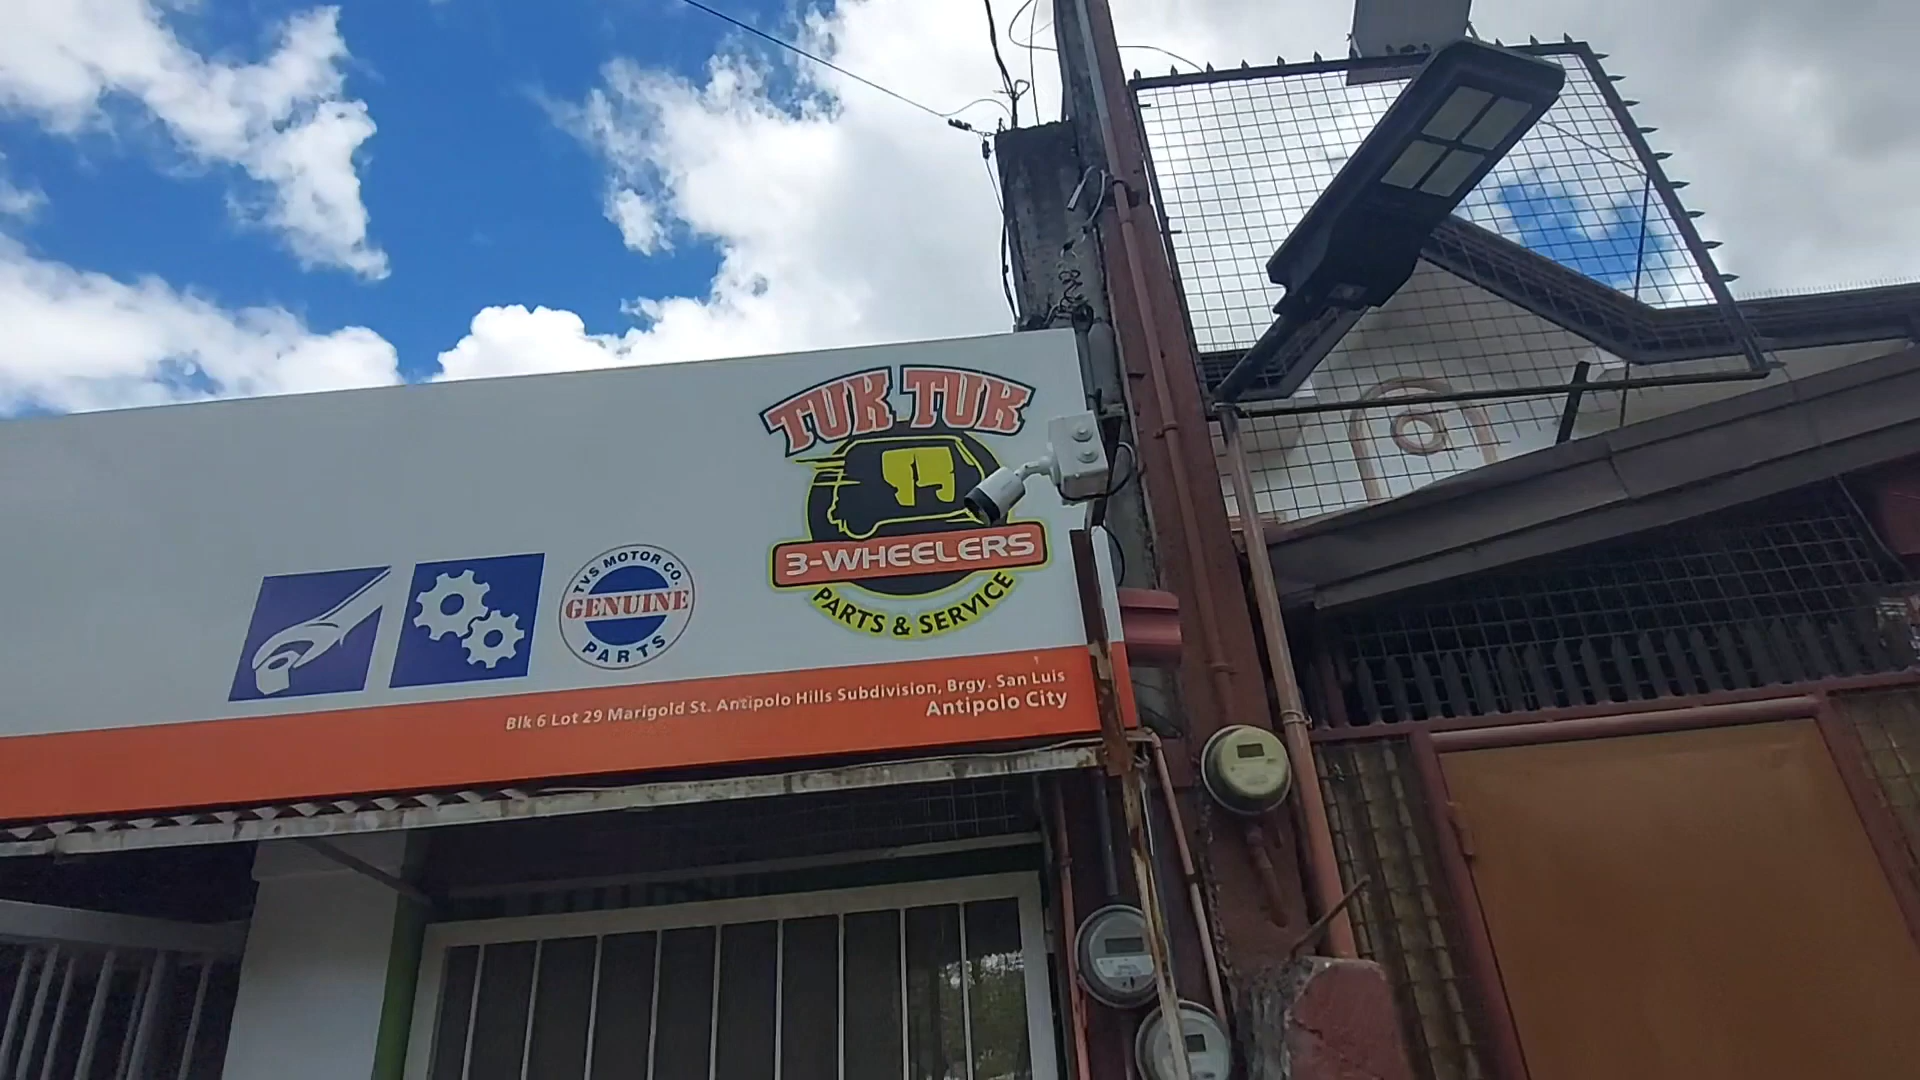 TUK TUK
3-WHEELERS
PARTS & SERVICE
TVS MOTOR CO.
GENUINE
PARTS
Blk 6 Lot 29 Marigold St. Antipolo Hills Subdivision, Brgy. San Luis
Antipolo City